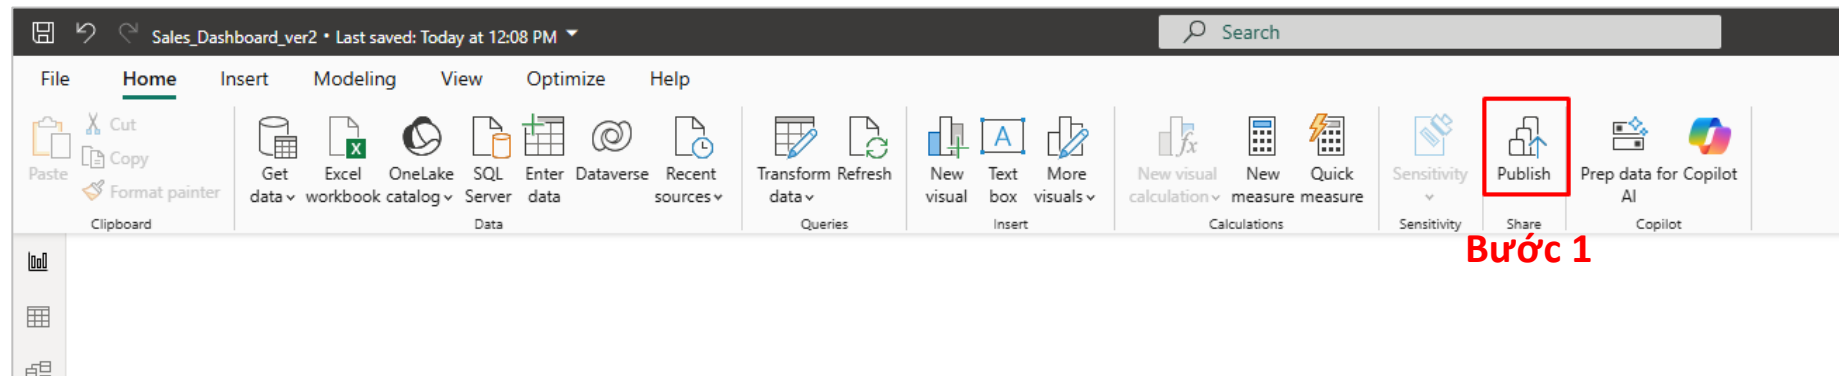 Sales_Dashboard_ver2 • Last saved: Today at 12:08 PM
Search
File Home Insert Modeling View Optimize Help
Paste
Cut
Copy
Format painter
Clipboard
Get data
Excel workbook
OneLake catalog
SQL Server
Enter data
Dataverse
Recent sources
Data
Transform data
Refresh
Queries
New visual
A
Text box
More visuals
Insert
New visual calculation
New measure
Quick measure
Calculations
Sensitivity
Sensitivity
Publish
Share
Prep data for AI
Copilot
Copilot
Bước 1